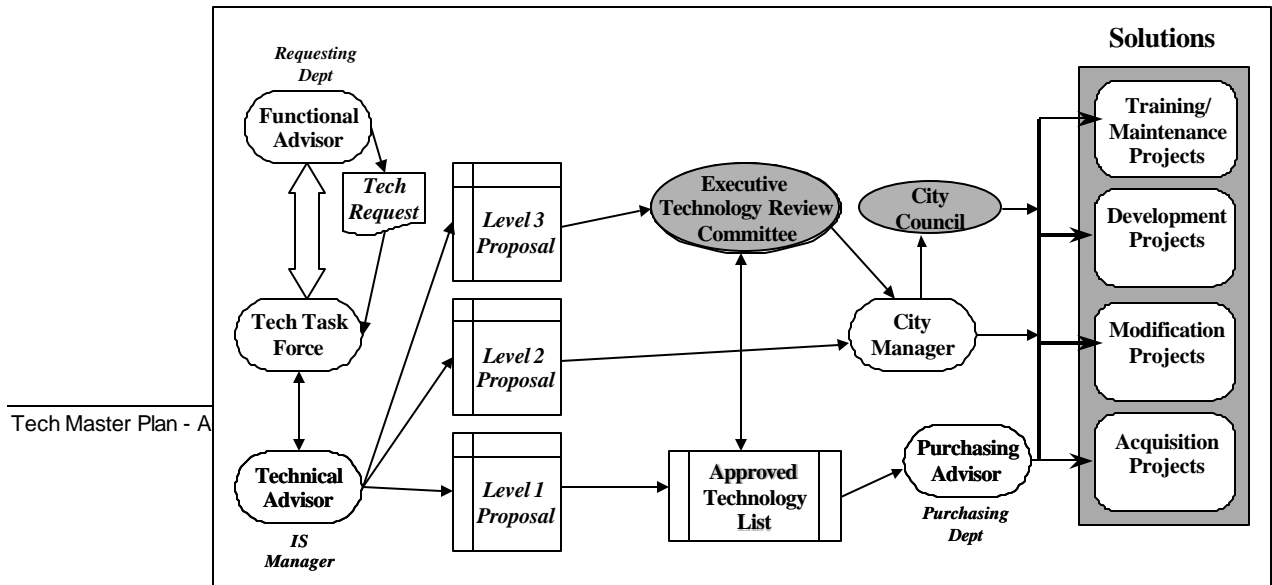 Requesting
Dept
Functional
Advisor
Tech
Request
Tech Task
Force
Technical
Advisor
IS
Manager
Level 3
Proposal
Level 2
Proposal
Level 1
Proposal
Executive
Technology Review
Committee
Approved
Technology
List
City
Council
City
Manager
Purchasing
Advisor
Purchasing
Dept
Solutions
Training/
Maintenance
Projects
Development
Projects
Modification
Projects
Acquisition
Projects
Tech Master Plan - A